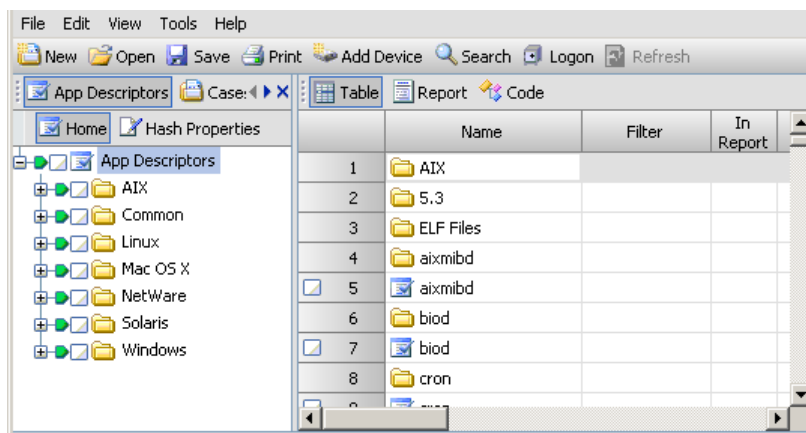 File Edit View Tools Help
New Open Save Print Add Device Search Logon Refresh
App Descriptors Case: Table Report Code
Home Hash Properties
Name Filter In Report
App Descriptors
AIX
Common
Linux
Mac OS X
NetWare
Solaris
Windows
1 AIX
2 5.3
3 ELF Files
4 aixmibd
5 aixmibd
6 biod
7 biod
8 cron